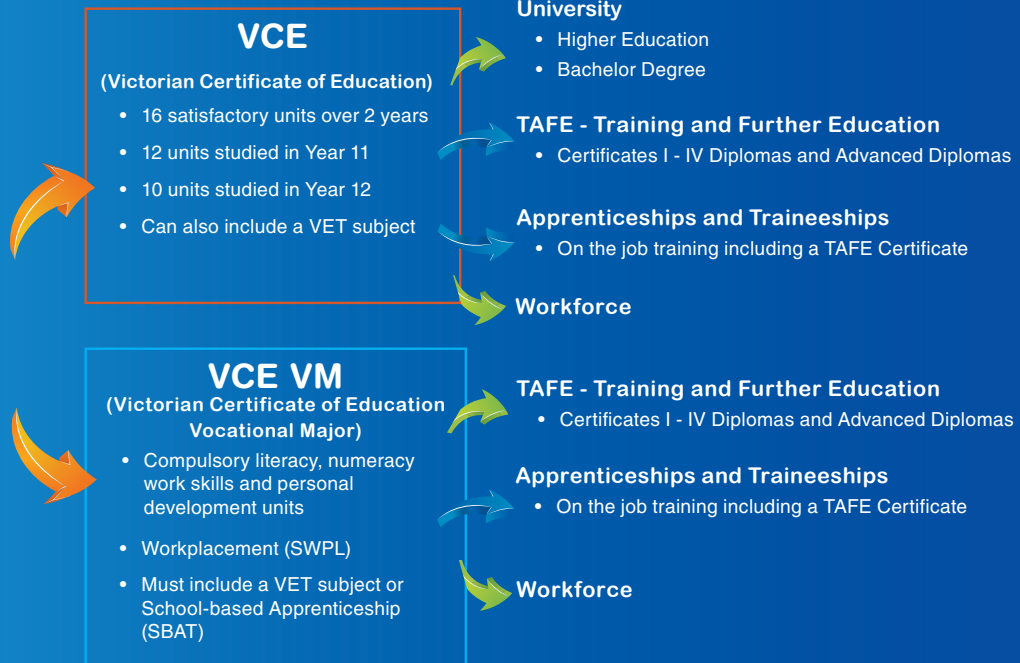 VCE
(Victorian Certificate of Education)
• 16 satisfactory units over 2 years
• 12 units studied in Year 11
• 10 units studied in Year 12
• Can also include a VET subject
University
• Higher Education
• Bachelor Degree
TAFE - Training and Further Education
• Certificates I - IV Diplomas and Advanced Diplomas
Apprenticeships and Traineeships
• On the job training including a TAFE Certificate
Workforce
VCE VM
(Victorian Certificate of Education
Vocational Major)
• Compulsory literacy, numeracy
work skills and personal
development units
• Workplacement (SWPL)
• Must include a VET subject or
School-based Apprenticeship
(SBAT)
TAFE - Training and Further Education
• Certificates I - IV Diplomas and Advanced Diplomas
Apprenticeships and Traineeships
• On the job training including a TAFE Certificate
Workforce